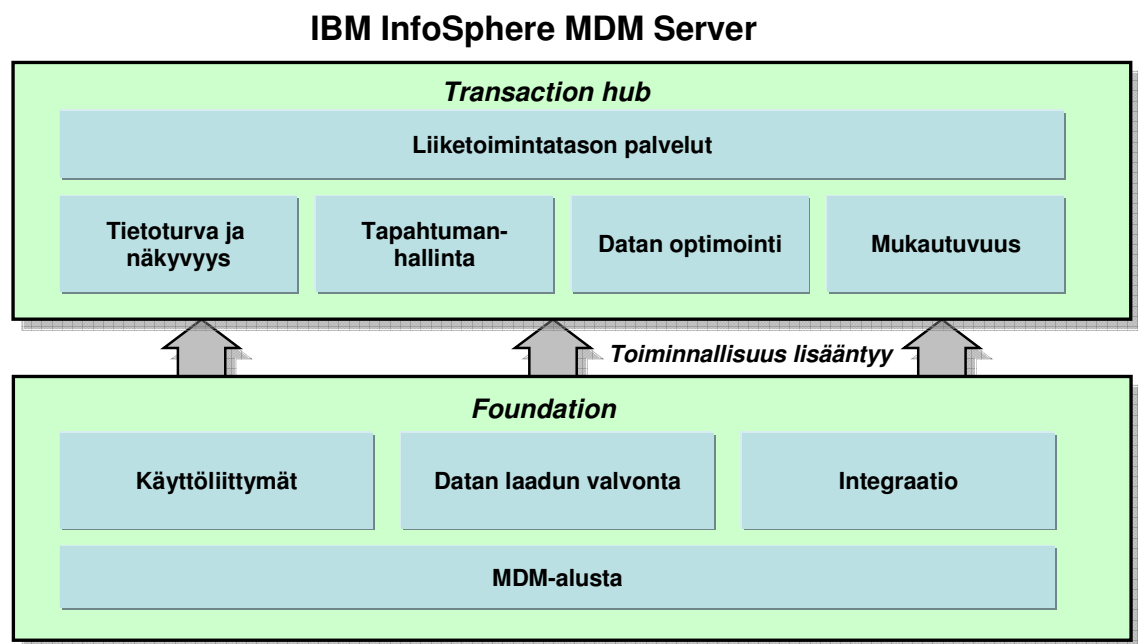 IBM InfoSphere MDM Server
Transaction hub
Liiketoimintatason palvelut
Tietoturva ja
näkyvyys
Tapahtuman-
hallinta
Datan optimointi
Mukautuvuus
Toiminnallisuus lisääntyy
Foundation
Käyttöliittymät
Datan laadun valvonta
Integraatio
MDM-alusta